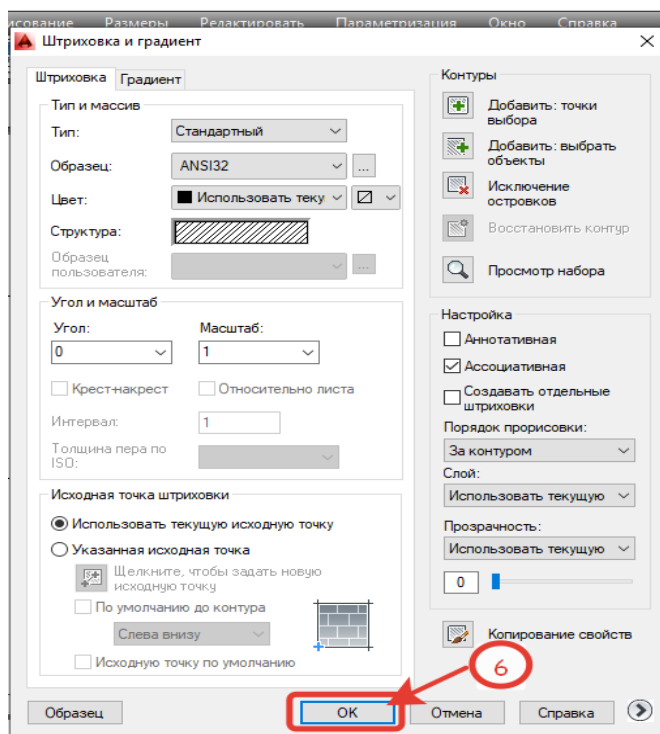 исование Размеры Редактировать Параметризация Окно Справка
Штриховка и градиент
Штриховка Градиент
Тип и массив
Тип: Стандартный
Образец: ANSI32 ...
Цвет: Использовать теку
Структура:
Образец
пользователя: ...
Угол и масштаб
Угол: Масштаб:
0 1
Крест-накрест Относительно листа
Интервал: 1
Толщина пера по
ISO:
Исходная точка штриховки
Использовать текущую исходную точку
Указанная исходная точка
Щелкните, чтобы задать новую
исходную точку
По умолчанию до контура
Слева внизу
Исходную точку по умолчанию
Контуры
Добавить: точки
выбора
Добавить: выбрать
объекты
Исключение
островков
Восстановить контур
Просмотр набора
Настройка
Аннотативная
Ассоциативная
Создавать отдельные
штриховки
Порядок прорисовки:
За контуром
Слой:
Использовать текущую
Прозрачность:
Использовать текущую
0
Копирование свойств
6
Образец OK Отмена Справка